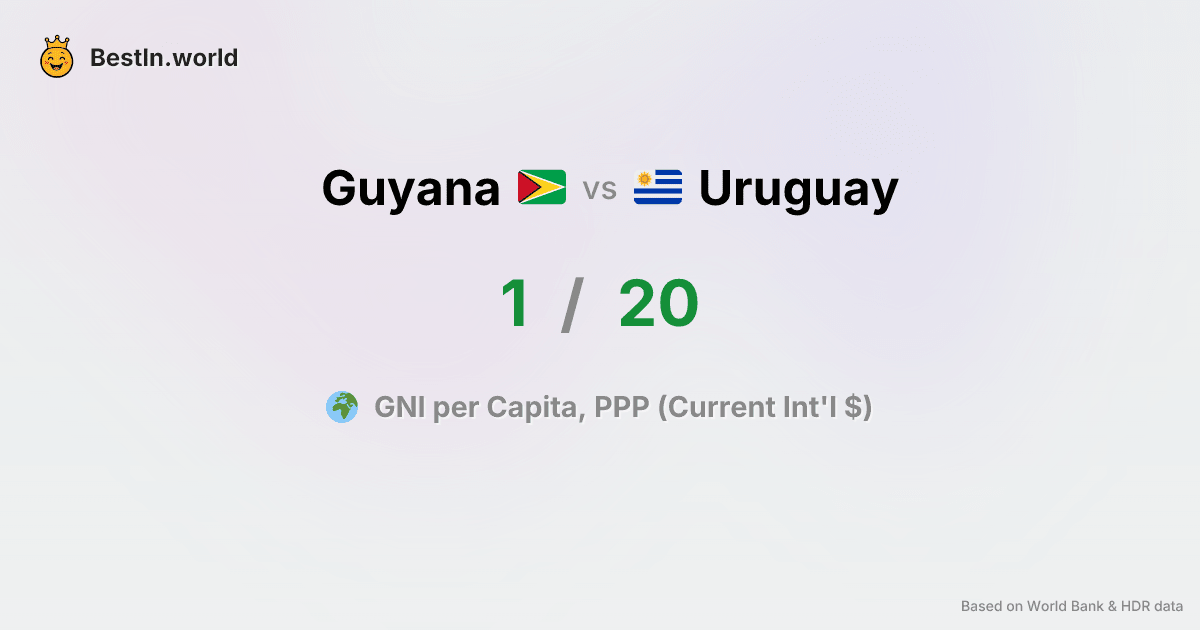 BestIn.world
Guyana vs Uruguay
1 / 20
GNI per Capita, PPP (Current Int'l $)
Based on World Bank & HDR data